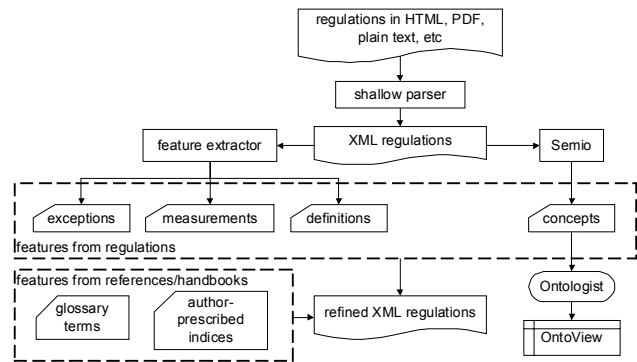 regulations in HTML, PDF,
plain text, etc
shallow parser
feature extractor
XML regulations
Semio
exceptions
measurements
definitions
concepts
features from regulations
features from references/handbooks
glossary
terms
author-
prescribed
indices
refined XML regulations
Ontologist
OntoView